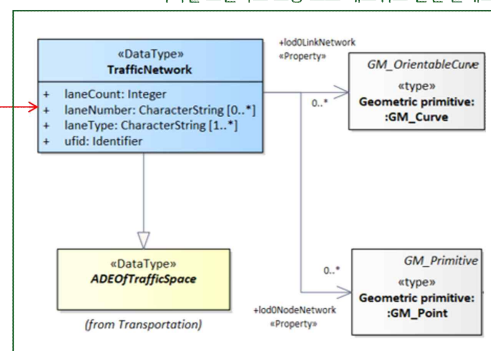 «DataType»
TrafficNetwork
+ laneCount: Integer
+ laneNumber: CharacterString [0..*]
+ laneType: CharacterString [1..*]
+ ufid: Identifier
+lod0LinkNetwork
«Property»
0..*
GM_OrientableCurve
«type»
Geometric primitive:
:GM_Curve
«DataType»
ADEOfTrafficSpace
(from Transportation)
0..*
+lod0NodeNetwork
«Property»
GM_Primitive
«type»
Geometric primitive:
:GM_Point